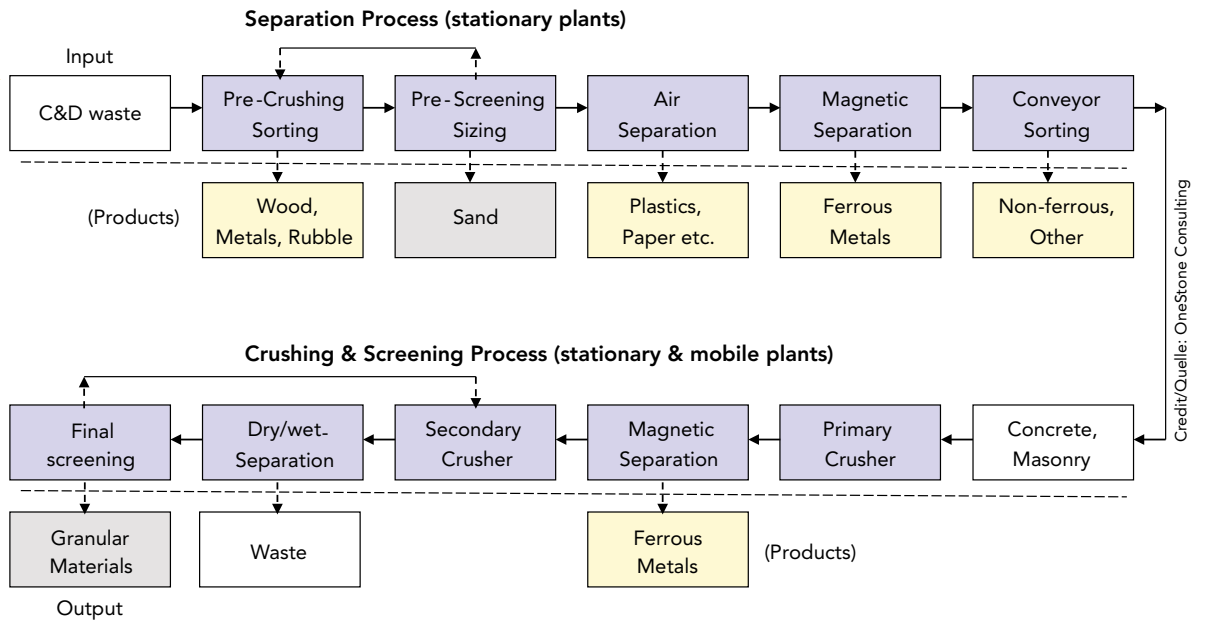 Separation Process (stationary plants)
Input
C&D waste
Pre-Crushing
Sorting
Pre-Screening
Sizing
Air
Separation
Magnetic
Separation
Conveyor
Sorting
(Products)
Wood,
Metals, Rubble
Sand
Plastics,
Paper etc.
Ferrous
Metals
Non-ferrous,
Other
Credit/Quelle: OneStone Consulting
Crushing & Screening Process (stationary & mobile plants)
Final
screening
Dry/wet-
Separation
Secondary
Crusher
Magnetic
Separation
Primary
Crusher
Concrete,
Masonry
Granular
Materials
Waste
Ferrous
Metals
(Products)
Output